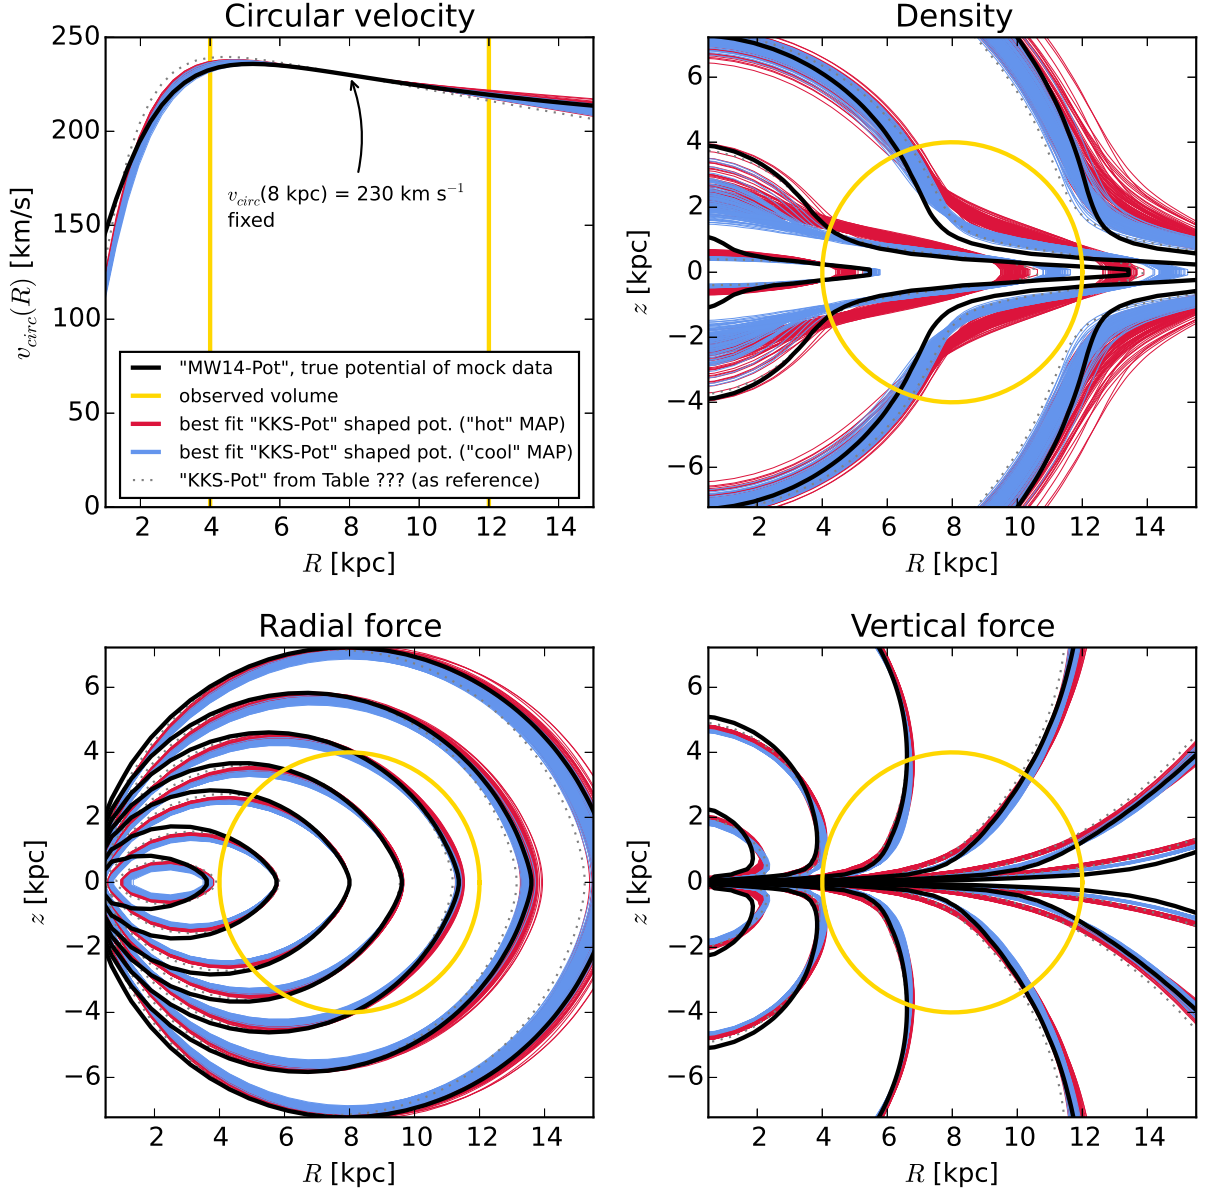 Circular velocity
250
200
150
100
50
0
v_circ(R) [km/s]
v_circ(8 kpc) = 230 km s⁻¹
fixed
"MW14-Pot", true potential of mock data
observed volume
best fit "KKS-Pot" shaped pot. ("hot" MAP)
best fit "KKS-Pot" shaped pot. ("cool" MAP)
"KKS-Pot" from Table ??? (as reference)
2 4 6 8 10 12 14
R [kpc]
Density
6
4
2
0
−2
−4
−6
z [kpc]
2 4 6 8 10 12 14
R [kpc]
Radial force
6
4
2
0
−2
−4
−6
z [kpc]
2 4 6 8 10 12 14
R [kpc]
Vertical force
6
4
2
0
−2
−4
−6
z [kpc]
2 4 6 8 10 12 14
R [kpc]